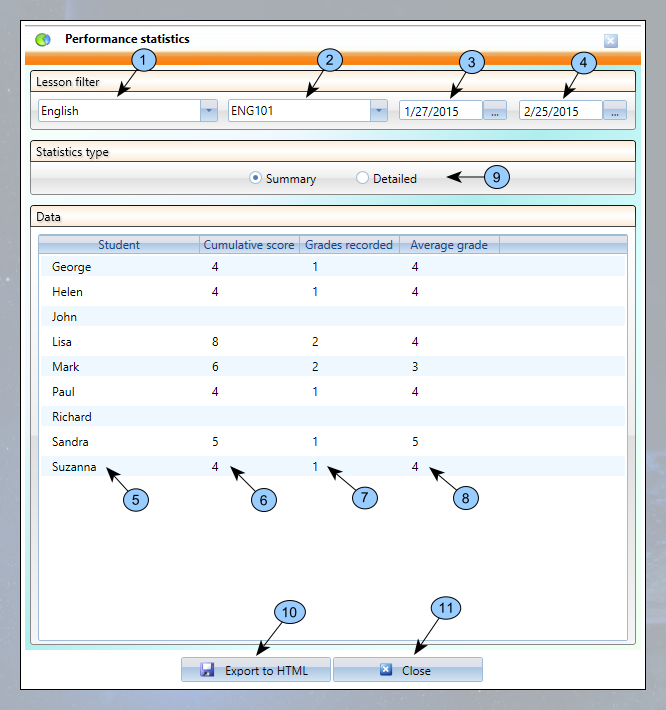 Performance statistics
1 2 3 4
Lesson filter
English ENG101 1/27/2015 ... 2/25/2015 ...
Statistics type
Summary Detailed 9
Data
Student Cumulative score Grades recorded Average grade
George 4 1 4
Helen 4 1 4
John
Lisa 8 2 4
Mark 6 2 3
Paul 4 1 4
Richard
Sandra 5 1 5
Suzanna 4 1 4
5 6 7 8
10 11
Export to HTML Close